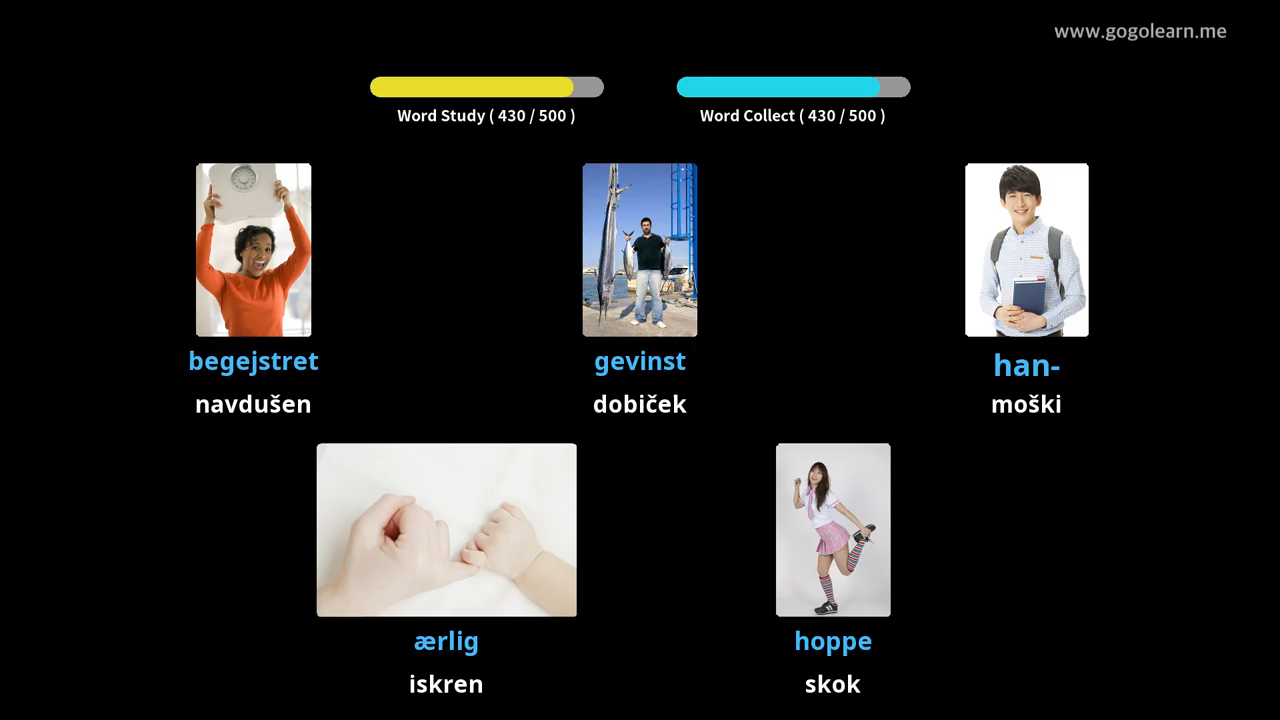 www.gogolearn.me
Word Study ( 430 / 500 )
Word Collect ( 430 / 500 )
begejstret
navdušen
gevinst
dobiček
han-
moški
ærlig
iskren
hoppe
skok